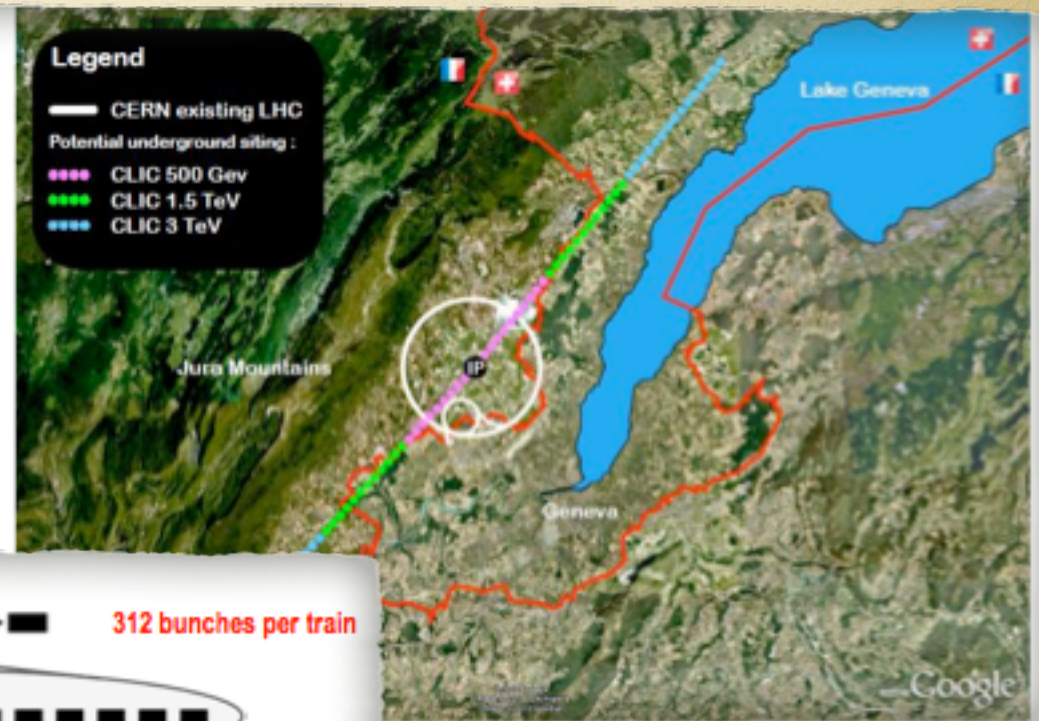 Legend
CERN existing LHC
Potential underground siting :
CLIC 500 Gev
CLIC 1.5 TeV
CLIC 3 TeV
Lake Geneva
Jura Mountains
IP
Geneva
312 bunches per train
Google